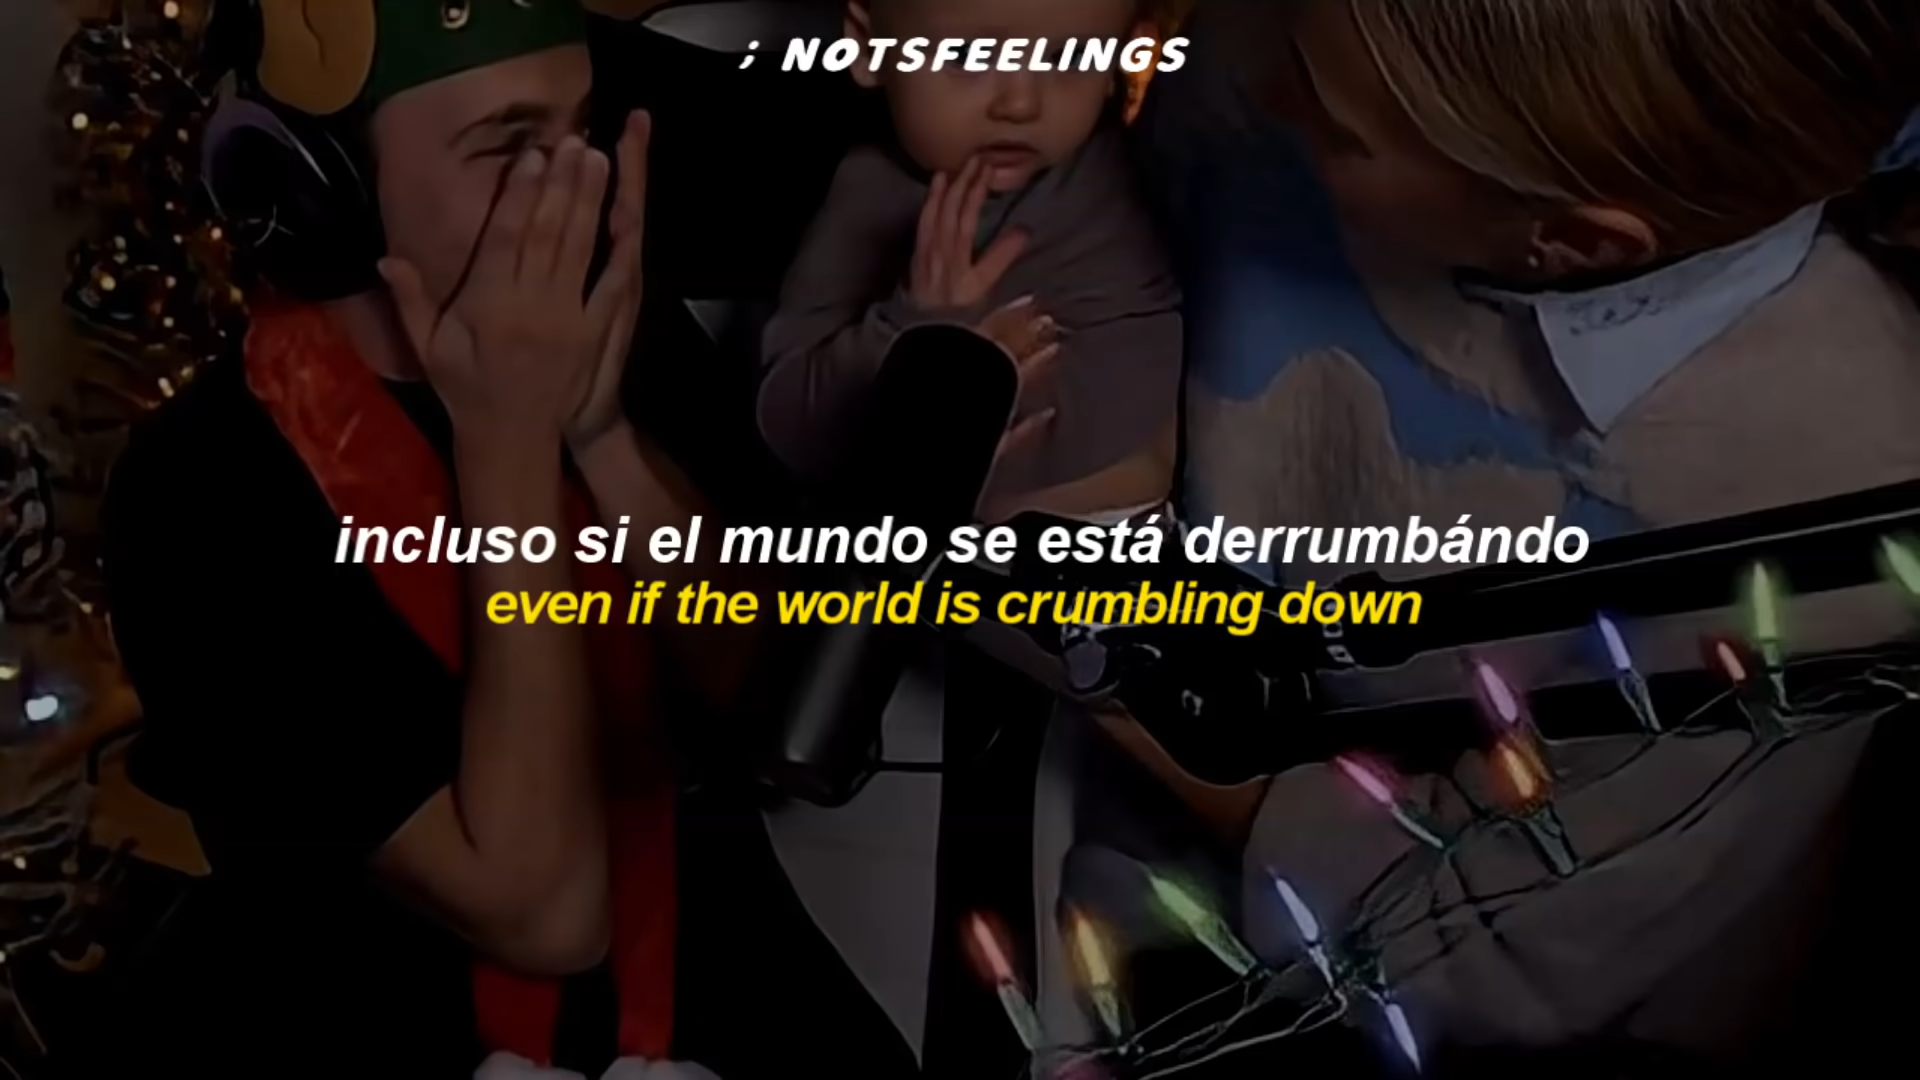 ; NOTSFEELINGS
incluso si el mundo se está derrumbándo
even if the world is crumbling down